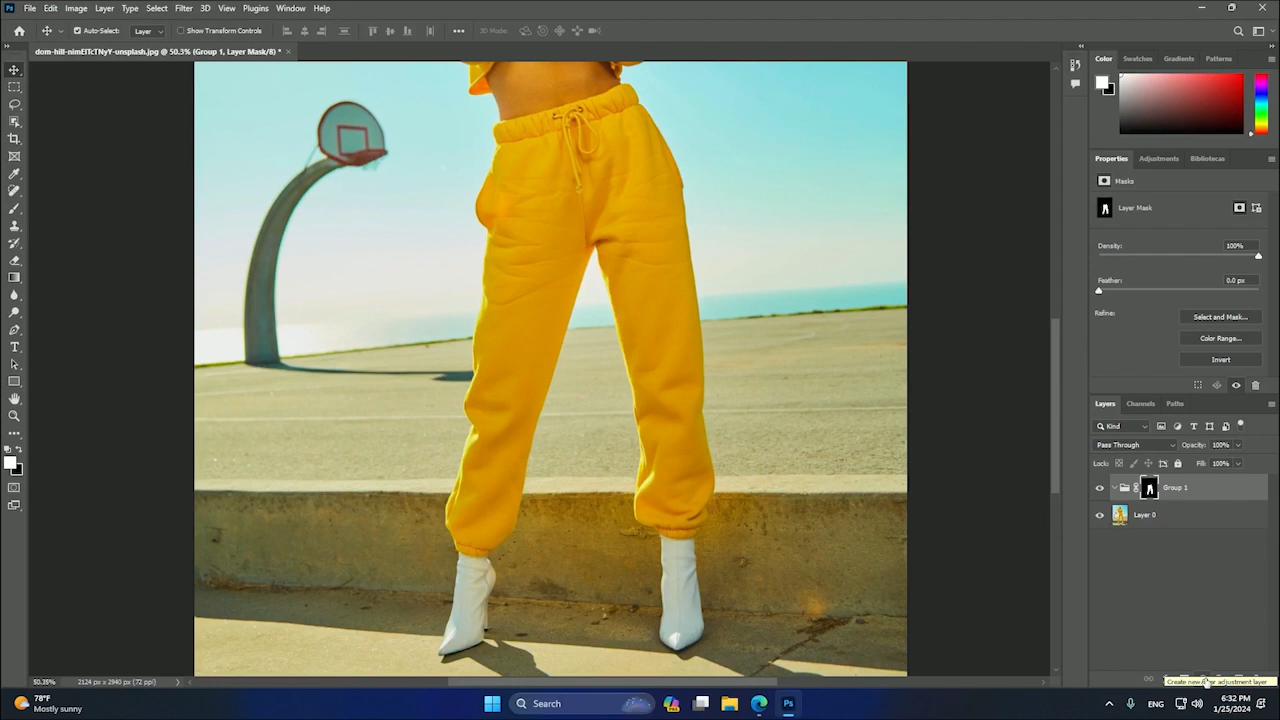 Ps File Edit Image Layer Type Select Filter 3D View Plugins Window Help
Auto-Select: Layer Show Transform Controls 3D Mode:
dom-hill-nimElTcTNyY-unsplash.jpg @ 50.3% (Group 1, Layer Mask/8) *
Color Swatches Gradients Patterns
Properties Adjustments Bibliotecas
Masks
Layer Mask
Density: 100%
Feather: 0.0 px
Refine: Select and Mask...
Color Range...
Invert
Layers Channels Paths
Kind
Pass Through Opacity: 100%
Lock: Fill: 100%
Group 1
Layer 0
50.35% 2124 px x 2940 px (72 ppi)
78°F
Mostly sunny
Search
Ps
ENG
6:32 PM
1/25/2024